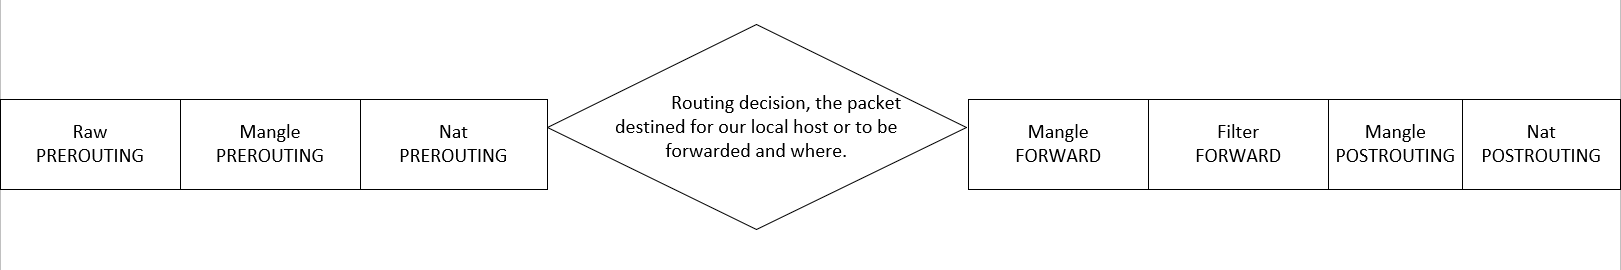 Raw
PREROUTING
Mangle
PREROUTING
Nat
PREROUTING
Routing decision, the packet
destined for our local host or to be
forwarded and where.
Mangle
FORWARD
Filter
FORWARD
Mangle
POSTROUTING
Nat
POSTROUTING